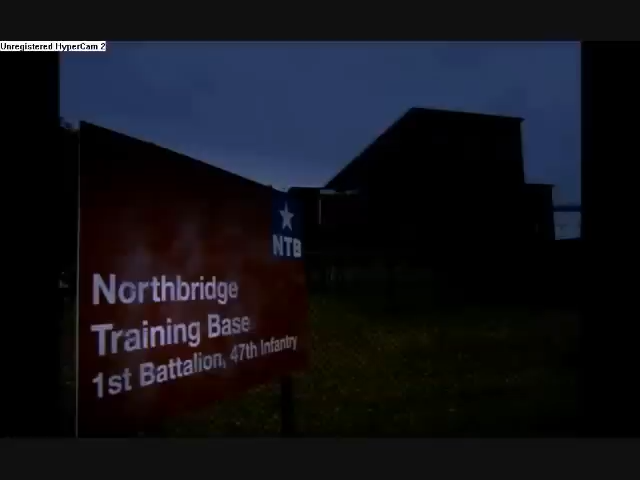 Unregistered HyperCam 2
NTB
Northbridge
Training Base
1st Battalion, 47th Infantry